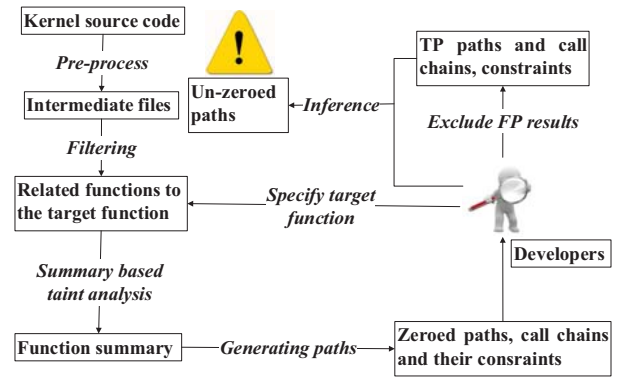 Kernel source code
Pre-process
Intermediate files
Filtering
Related functions to
the target function
Summary based
taint analysis
Function summary
Generating paths
Zeroed paths, call chains
and their consraints
Developers
Specify target
function
Exclude FP results
TP paths and call
chains, constraints
Inference
Un-zeroed
paths